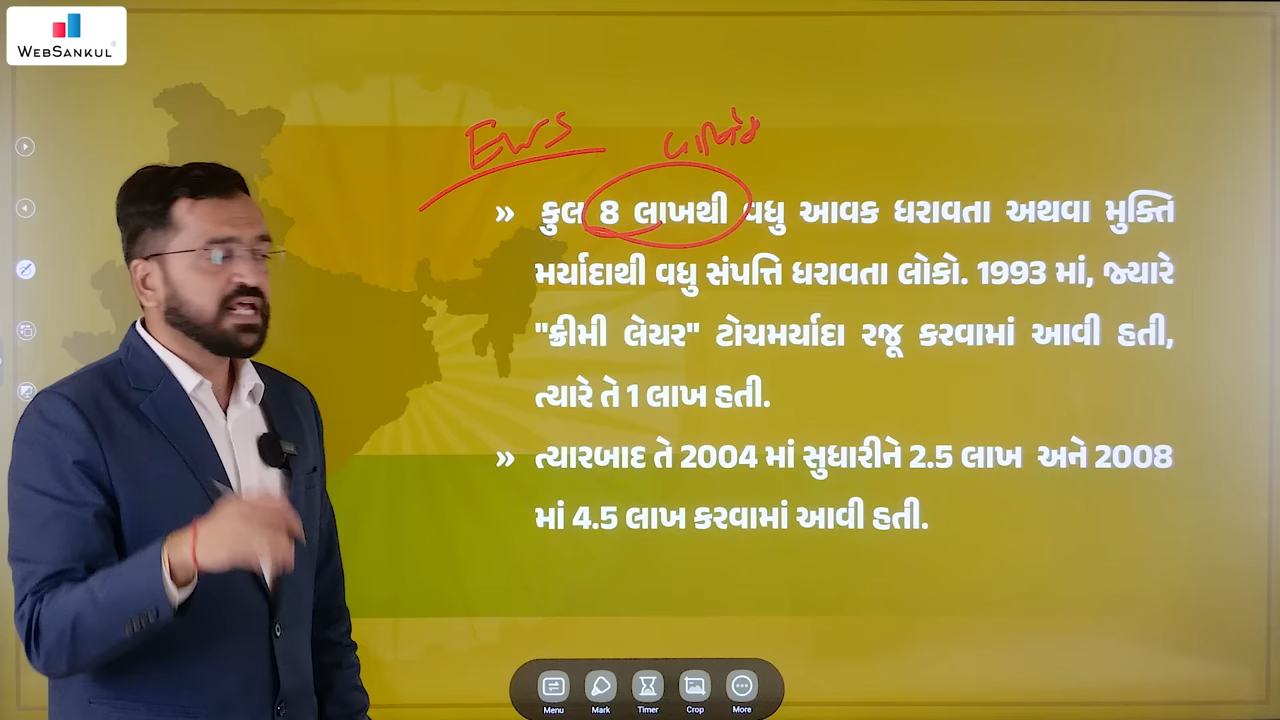 WEBSANKUL
EWS
વાર્ષિક
» કુલ 8 લાખથી વધુ આવક ધરાવતા અથવા મુક્તિ
મર્યાદાથી વધુ સંપત્તિ ધરાવતા લોકો. 1993 માં, જ્યારે
"ક્રીમી લેયર" ટોચમર્યાદા રજૂ કરવામાં આવી હતી,
ત્યારે તે 1 લાખ હતી.
» ત્યારબાદ તે 2004 માં સુધારીને 2.5 લાખ અને 2008
માં 4.5 લાખ કરવામાં આવી હતી.
Menu Mark Timer Crop More